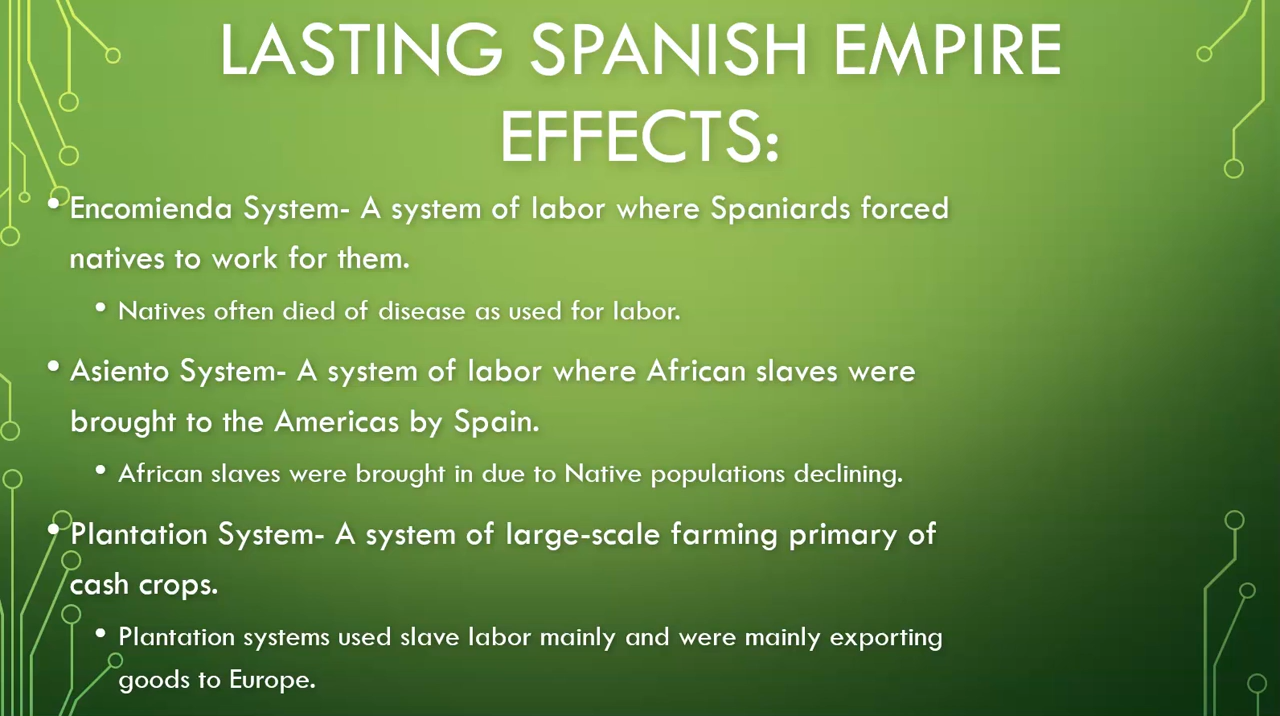 LASTING SPANISH EMPIRE
EFFECTS:
• Encomienda System- A system of labor where Spaniards forced
natives to work for them.
• Natives often died of disease as used for labor.
• Asiento System- A system of labor where African slaves were
brought to the Americas by Spain.
• African slaves were brought in due to Native populations declining.
• Plantation System- A system of large-scale farming primary of
cash crops.
• Plantation systems used slave labor mainly and were mainly exporting
goods to Europe.